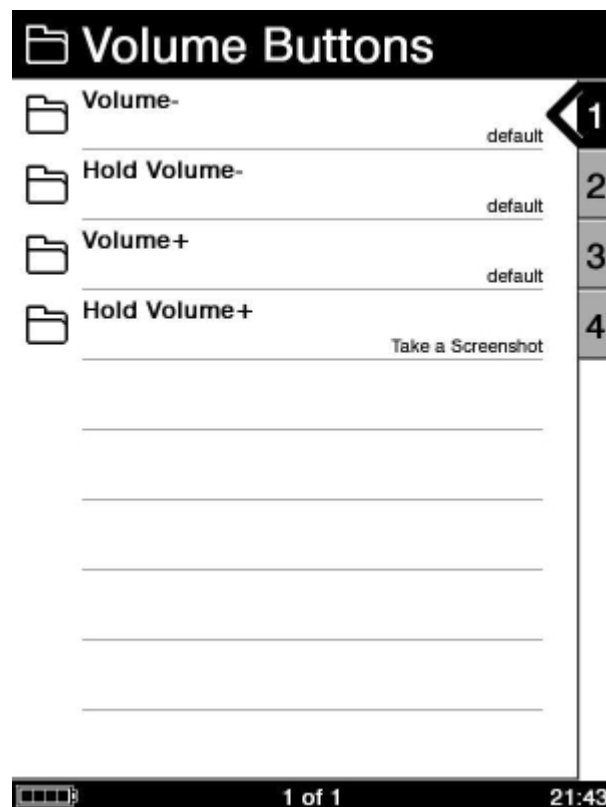 Volume Buttons
Volume-
default
1
Hold Volume-
default
2
Volume+
default
3
Hold Volume+
Take a Screenshot
4
1 of 1
21:43